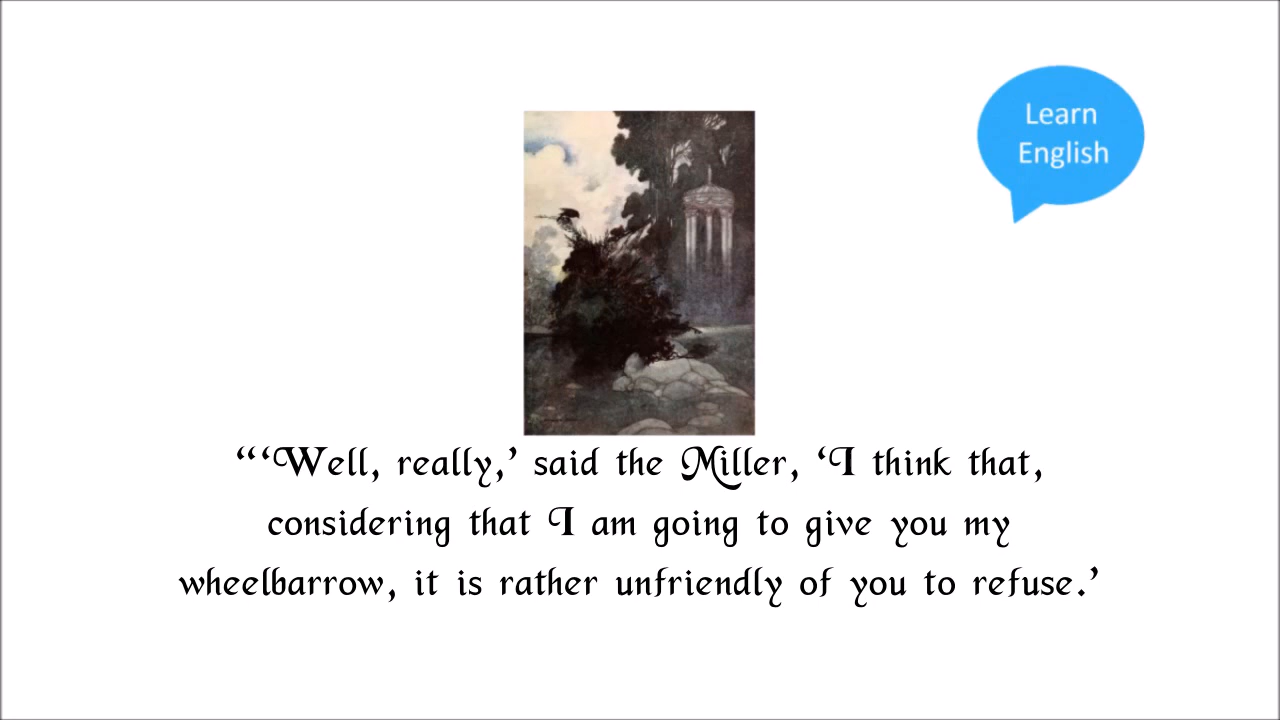 Learn
English
“‘Well, really,’ said the Miller, ‘I think that,
considering that I am going to give you my
wheelbarrow, it is rather unfriendly of you to refuse.’